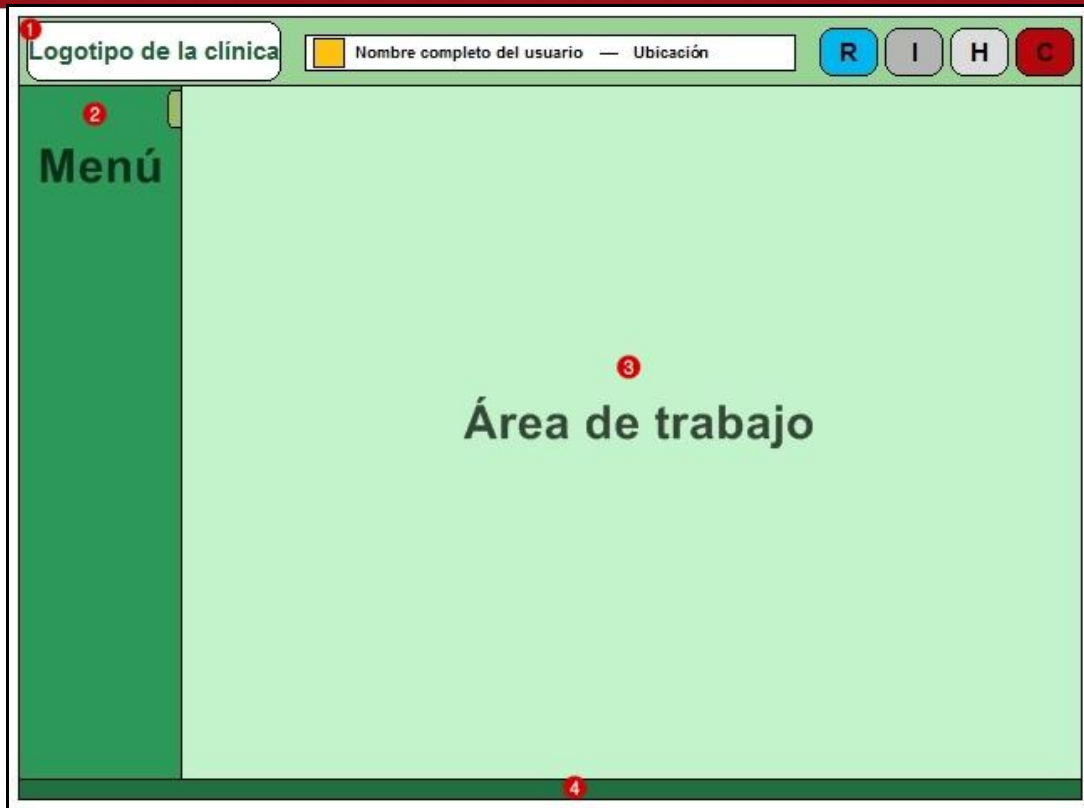 1
Logotipo de la clínica
Nombre completo del usuario — Ubicación
R I H C
2
Menú
3
Área de trabajo
4